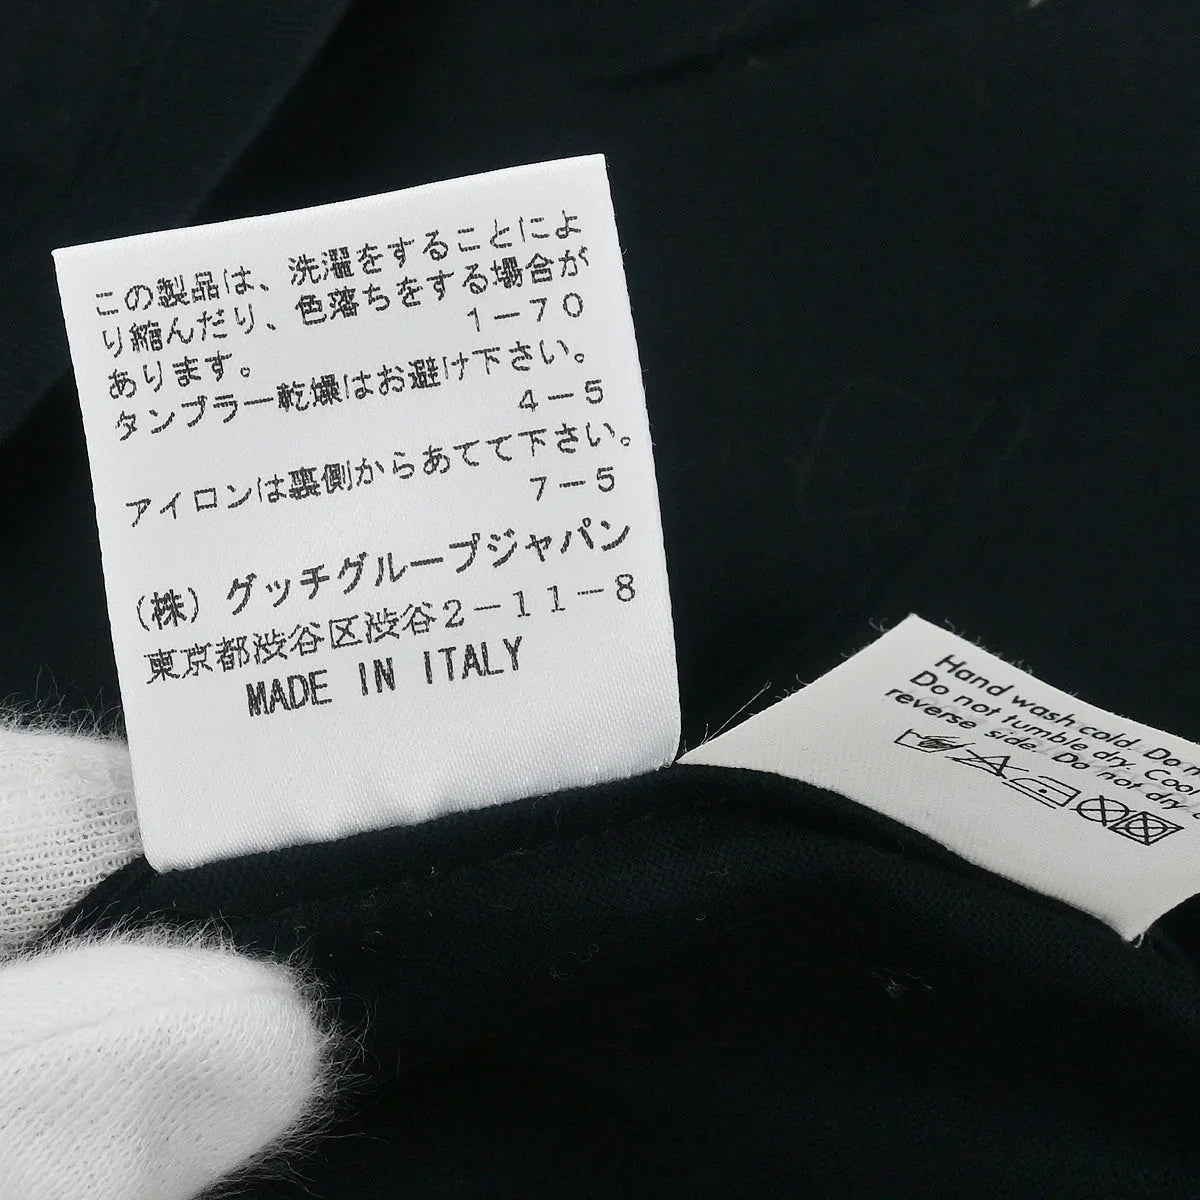 この製品は、洗濯をすることによ
り縮んだり、色落ちをする場合が
あります。 1-70
タンブラー乾燥はお避け下さい。
4-5
アイロンは裏側からあてて下さい。
7-5
(株) グッチグループジャパン
東京都渋谷区渋谷2-11-8
MADE IN ITALY
Hand wash cold. Do
Do not tumble dry. Cool
reverse side. Do not dry